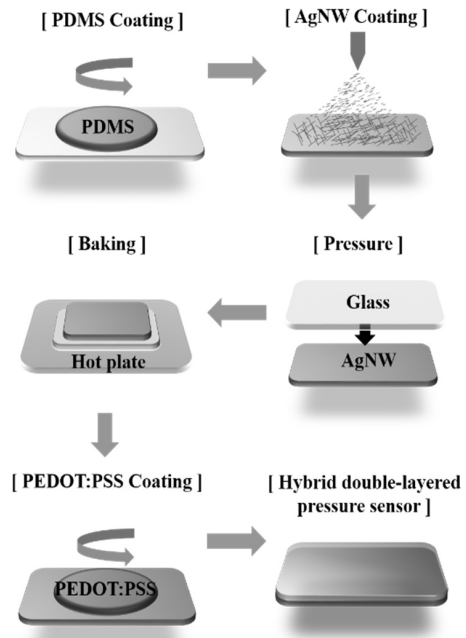 [ PDMS Coating ]
PDMS
[ AgNW Coating ]
[ Pressure ]
Glass
AgNW
[ Baking ]
Hot plate
[ PEDOT:PSS Coating ]
PEDOT:PSS
[ Hybrid double-layered
pressure sensor ]